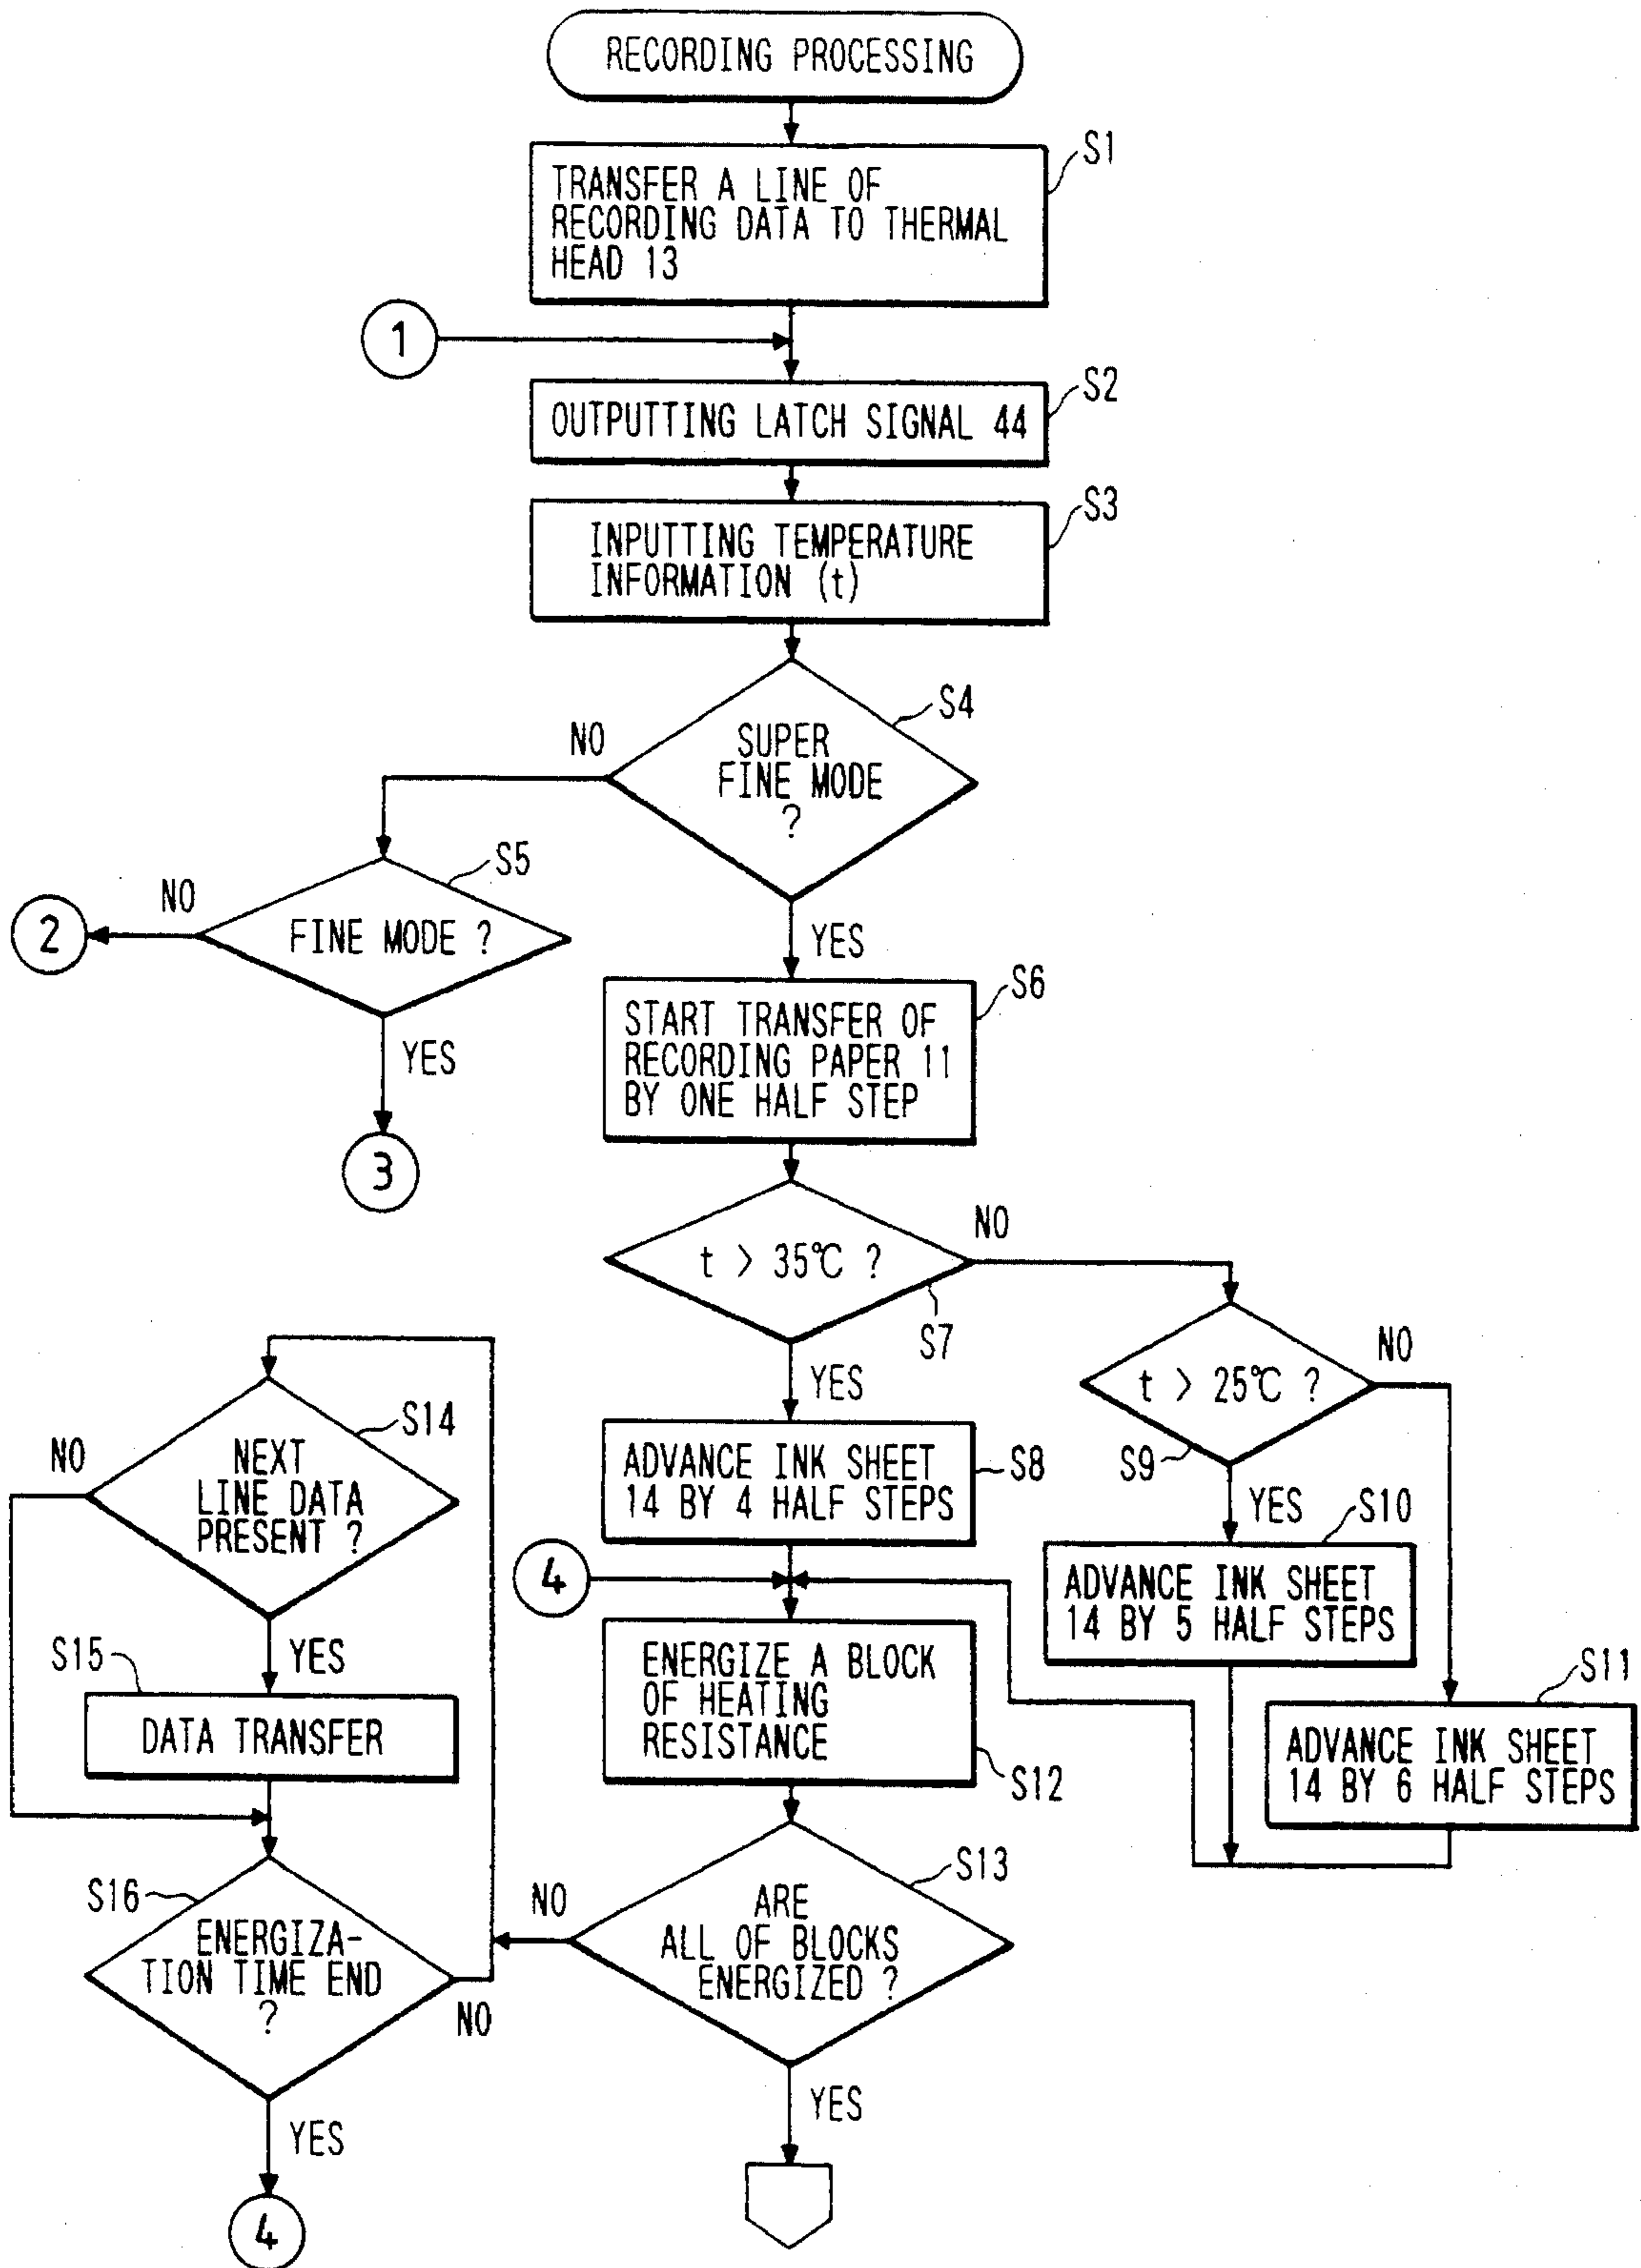 RECORDING PROCESSING
S1
TRANSFER A LINE OF
RECORDING DATA TO THERMAL
HEAD 13
1
S2
OUTPUTTING LATCH SIGNAL 44
S3
INPUTTING TEMPERATURE
INFORMATION (t)
S4
NO
SUPER
FINE MODE
?
S5
NO
2
FINE MODE ?
YES
YES
3
S6
START TRANSFER OF
RECORDING PAPER 11
BY ONE HALF STEP
NO
t > 35℃ ?
S7
YES
NO
t > 25℃ ?
S9
YES
S8
ADVANCE INK SHEET
14 BY 4 HALF STEPS
S10
ADVANCE INK SHEET
14 BY 5 HALF STEPS
S11
ADVANCE INK SHEET
14 BY 6 HALF STEPS
4
ENERGIZE A BLOCK
OF HEATING
RESISTANCE
S12
S13
NO
ARE
ALL OF BLOCKS
ENERGIZED ?
YES
S14
NO
NEXT
LINE DATA
PRESENT ?
YES
S15
DATA TRANSFER
S16
ENERGIZA-
TION TIME END
?
NO
YES
4